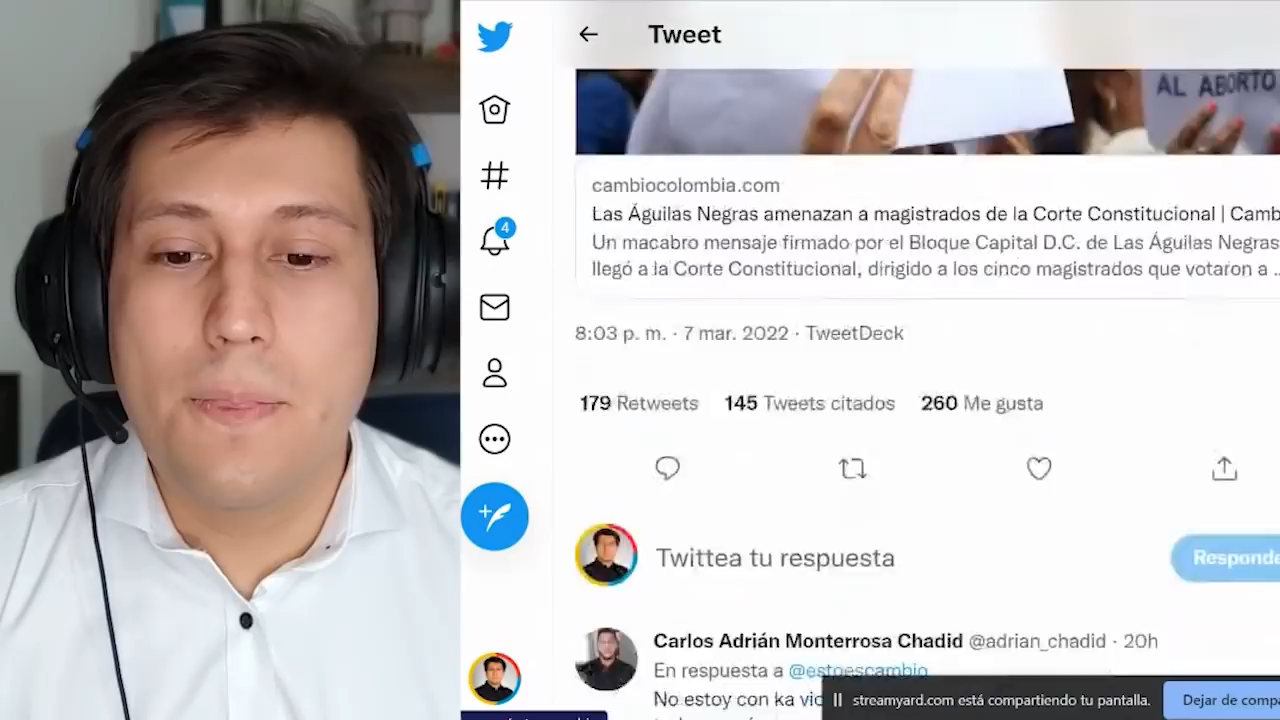 Tweet
AL ABORTO
cambiocolombia.com
Las Águilas Negras amenazan a magistrados de la Corte Constitucional | Camb
Un macabro mensaje firmado por el Bloque Capital D.C. de Las Águilas Negras
llegó a la Corte Constitucional, dirigido a los cinco magistrados que votaron a ...
4
8:03 p. m. · 7 mar. 2022 · TweetDeck
179 Retweets 145 Tweets citados 260 Me gusta
Twittea tu respuesta
Responde
Carlos Adrián Monterrosa Chadid @adrian_chadid · 20h
En respuesta a @estoescambio
No estoy con ka vio
streamyard.com está compartiendo tu pantalla.
Dejar de comp